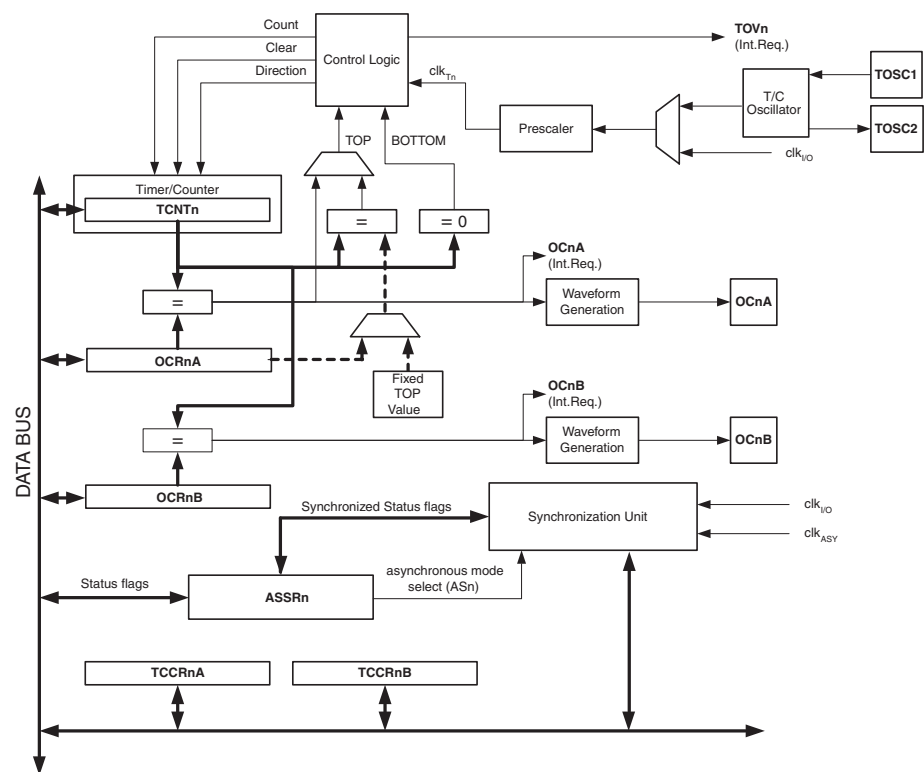 Count
Clear
Direction
Control Logic
TOVn
(Int.Req.)
clkTn
TOSC1
T/C
Oscillator
TOSC2
Prescaler
clkI/O
TOP
BOTTOM
Timer/Counter
TCNTn
=
= 0
=
OCnA
(Int.Req.)
Waveform
Generation
OCnA
OCRnA
Fixed
TOP
Value
OCnB
(Int.Req.)
=
Waveform
Generation
OCnB
OCRnB
DATA BUS
Synchronized Status flags
Synchronization Unit
clkI/O
clkASY
Status flags
ASSRn
asynchronous mode
select (ASn)
TCCRnA
TCCRnB